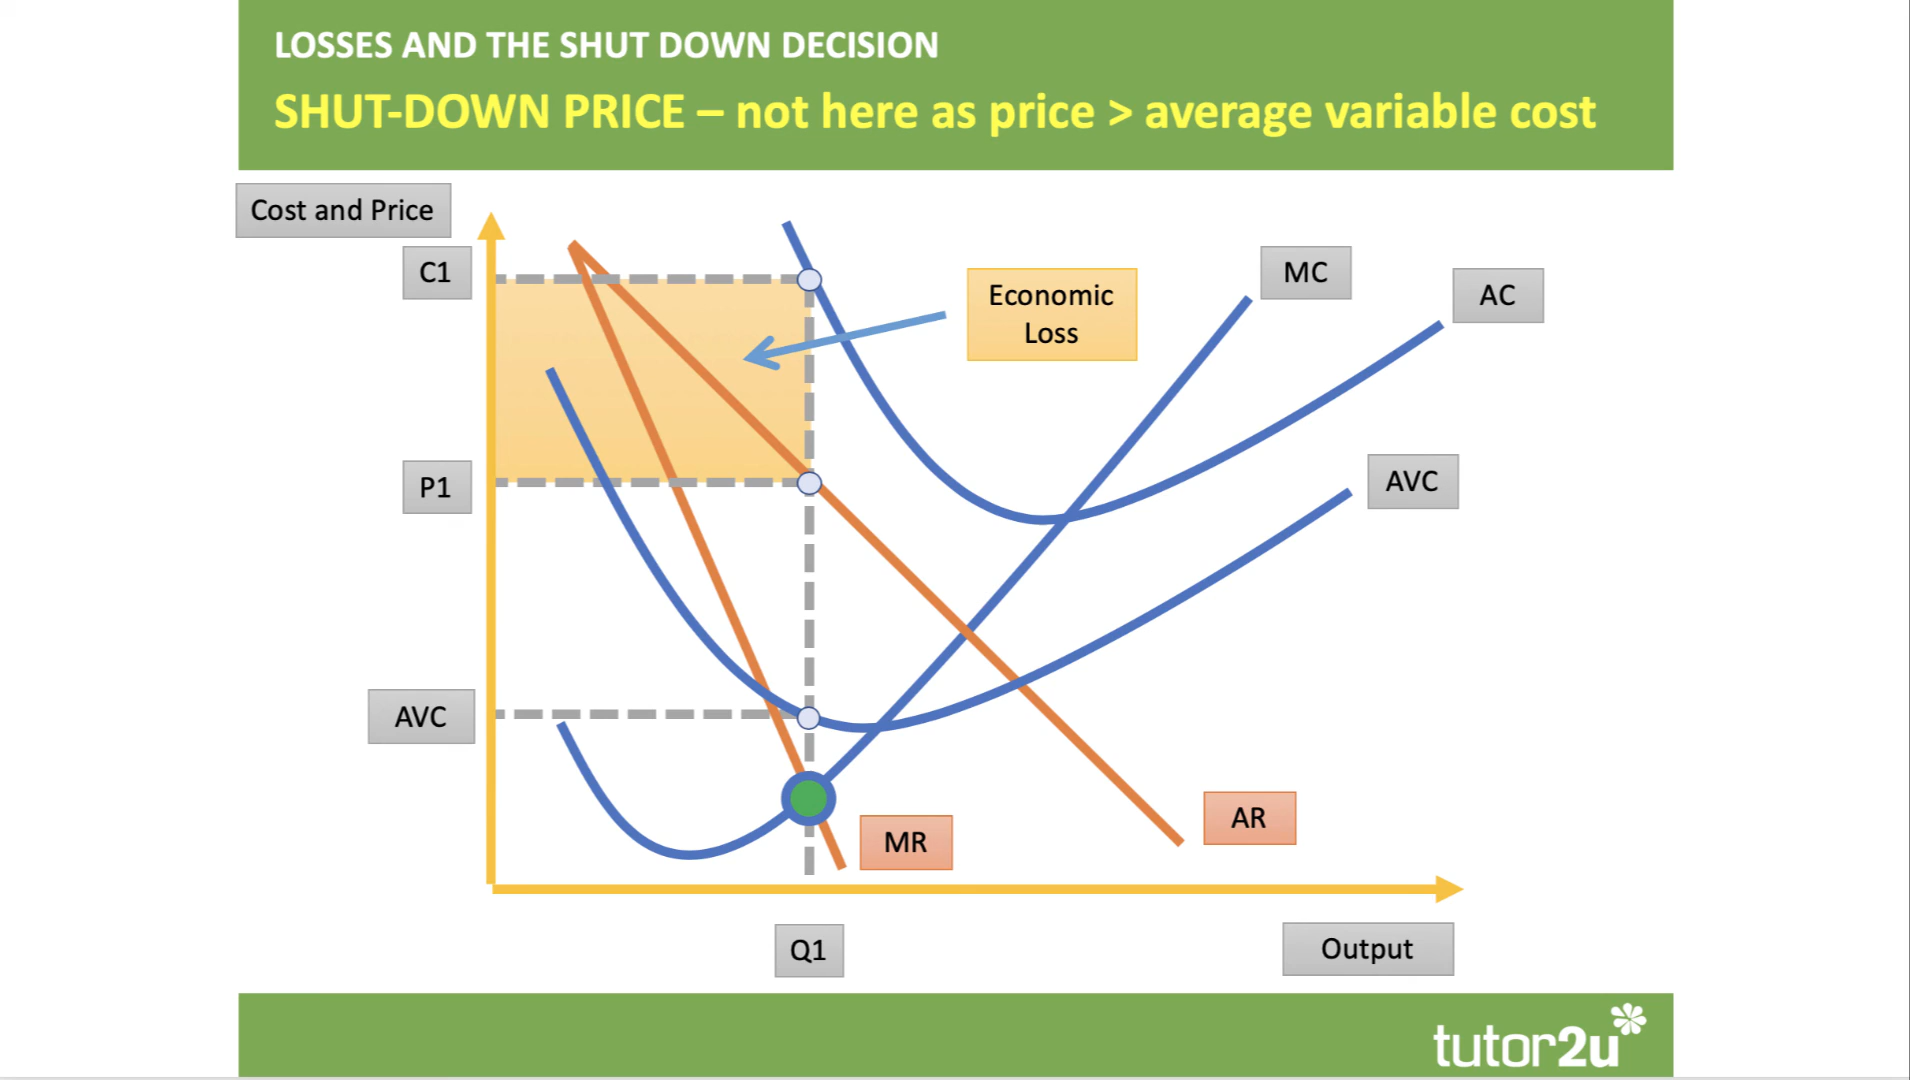 LOSSES AND THE SHUT DOWN DECISION
SHUT-DOWN PRICE – not here as price > average variable cost
Cost and Price
C1
MC
AC
Economic
Loss
P1
AVC
AVC
AR
MR
Q1
Output
tutor2u